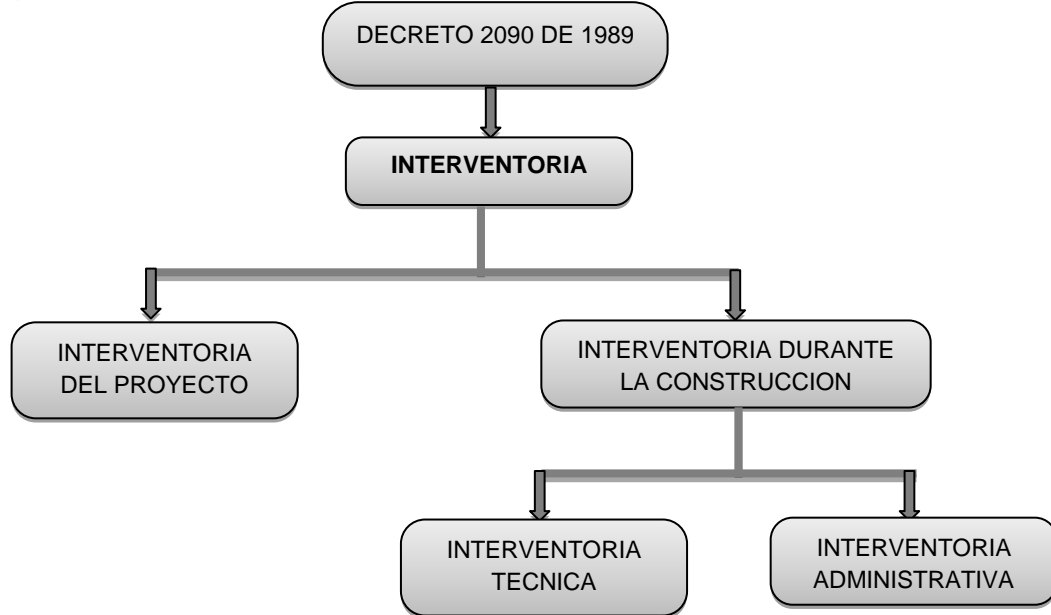 DECRETO 2090 DE 1989
INTERVENTORIA
INTERVENTORIA
DEL PROYECTO
INTERVENTORIA DURANTE
LA CONSTRUCCION
INTERVENTORIA
TECNICA
INTERVENTORIA
ADMINISTRATIVA